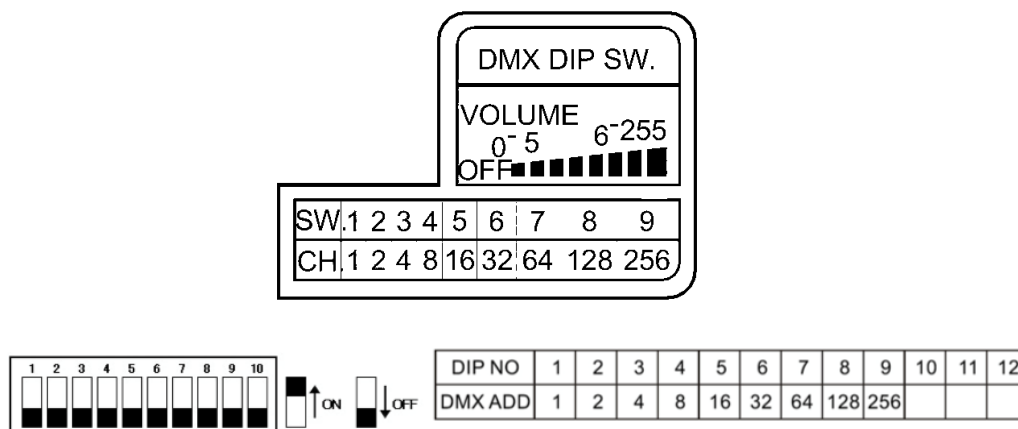 DMX DIP SW.
VOLUME
0-5 6-255
OFF
SW.1 2 3 4 5 6 7 8 9
CH.1 2 4 8 16 32 64 128 256
1 2 3 4 5 6 7 8 9 10
ON OFF
DIP NO 1 2 3 4 5 6 7 8 9 10 11 12
DMX ADD 1 2 4 8 16 32 64 128 256